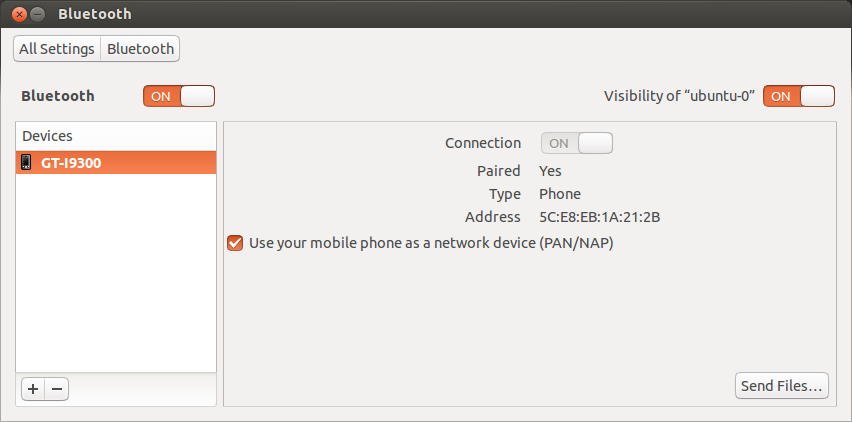 Bluetooth
All Settings Bluetooth
Bluetooth ON Visibility of “ubuntu-0” ON
Devices
GT-I9300
Connection ON
Paired Yes
Type Phone
Address 5C:E8:EB:1A:21:2B
Use your mobile phone as a network device (PAN/NAP)
Send Files…